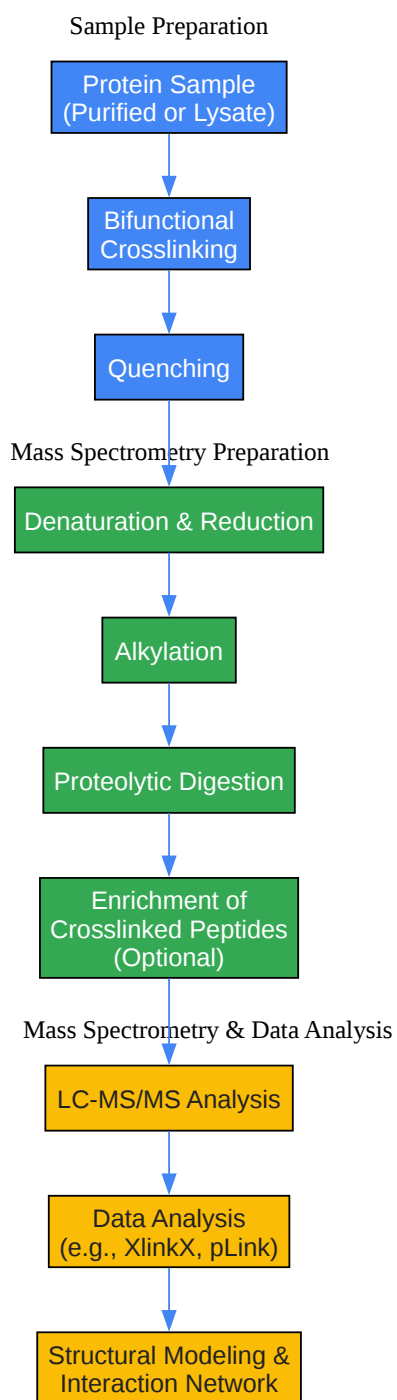 Sample Preparation
Protein Sample
(Purified or Lysate)
Bifunctional
Crosslinking
Quenching
Mass Spectrometry Preparation
Denaturation & Reduction
Alkylation
Proteolytic Digestion
Enrichment of
Crosslinked Peptides
(Optional)
Mass Spectrometry & Data Analysis
LC-MS/MS Analysis
Data Analysis
(e.g., XlinkX, pLink)
Structural Modeling &
Interaction Network